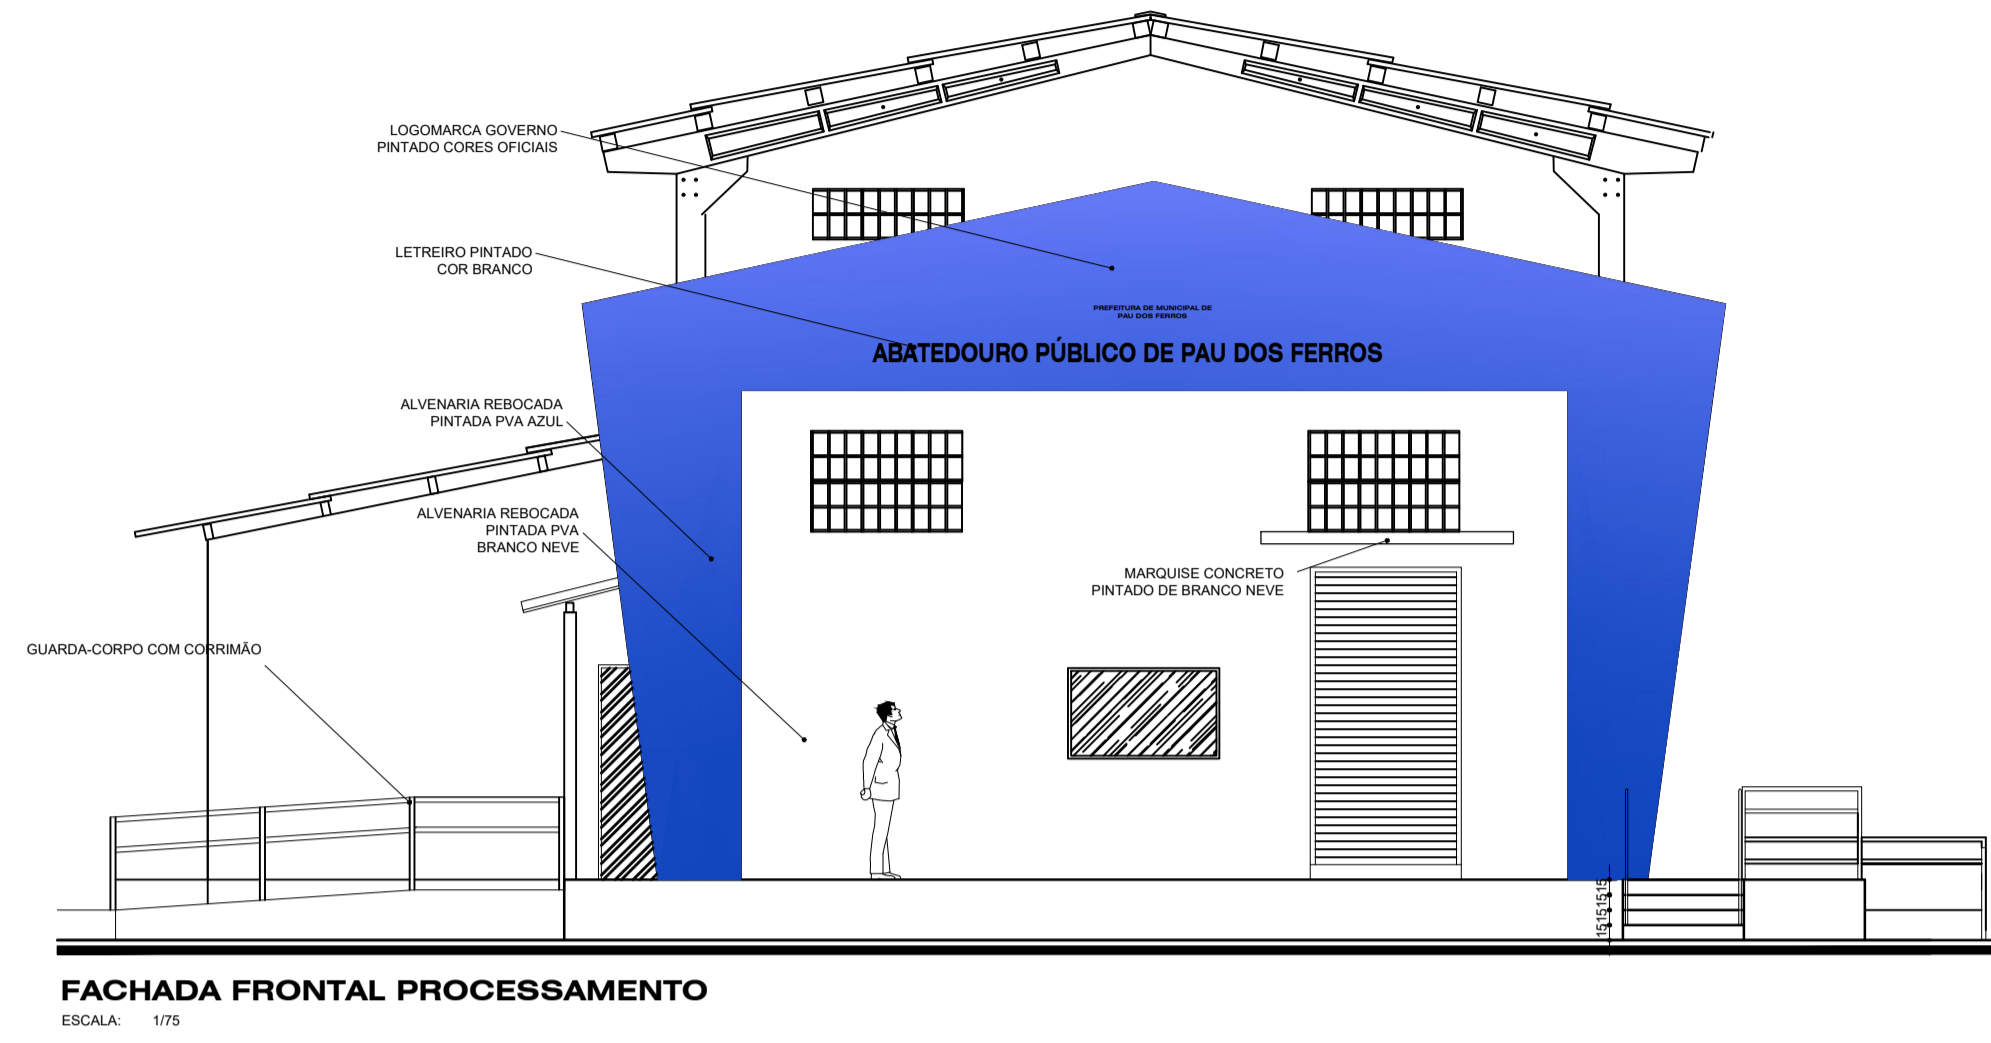 LOGOMARCA GOVERNO
PINTADO CORES OFICIAIS
LETREIRO PINTADO
COR BRANCO
PREFEITURA DE MUNICIPAL DE
PAU DOS FERROS
ABATEDOURO PÚBLICO DE PAU DOS FERROS
ALVENARIA REBOCADA
PINTADA PVA AZUL
ALVENARIA REBOCADA
PINTADA PVA
BRANCO NEVE
MARQUISE CONCRETO
PINTADO DE BRANCO NEVE
GUARDA-CORPO COM CORRIMÃO
15151515
FACHADA FRONTAL PROCESSAMENTO
ESCALA: 1/75